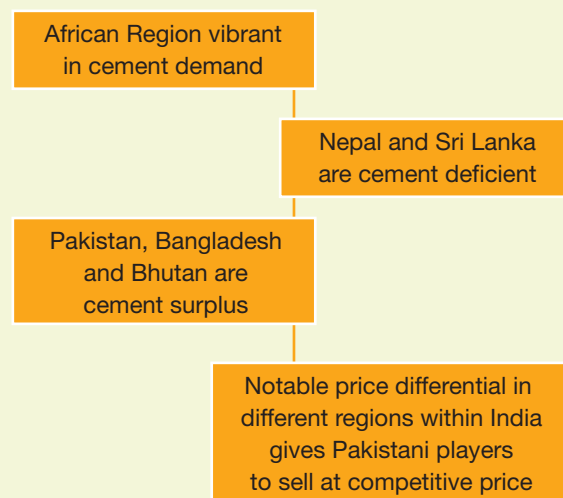 African Region vibrant
in cement demand
Nepal and Sri Lanka
are cement deficient
Pakistan, Bangladesh
and Bhutan are
cement surplus
Notable price differential in
different regions within India
gives Pakistani players
to sell at competitive price